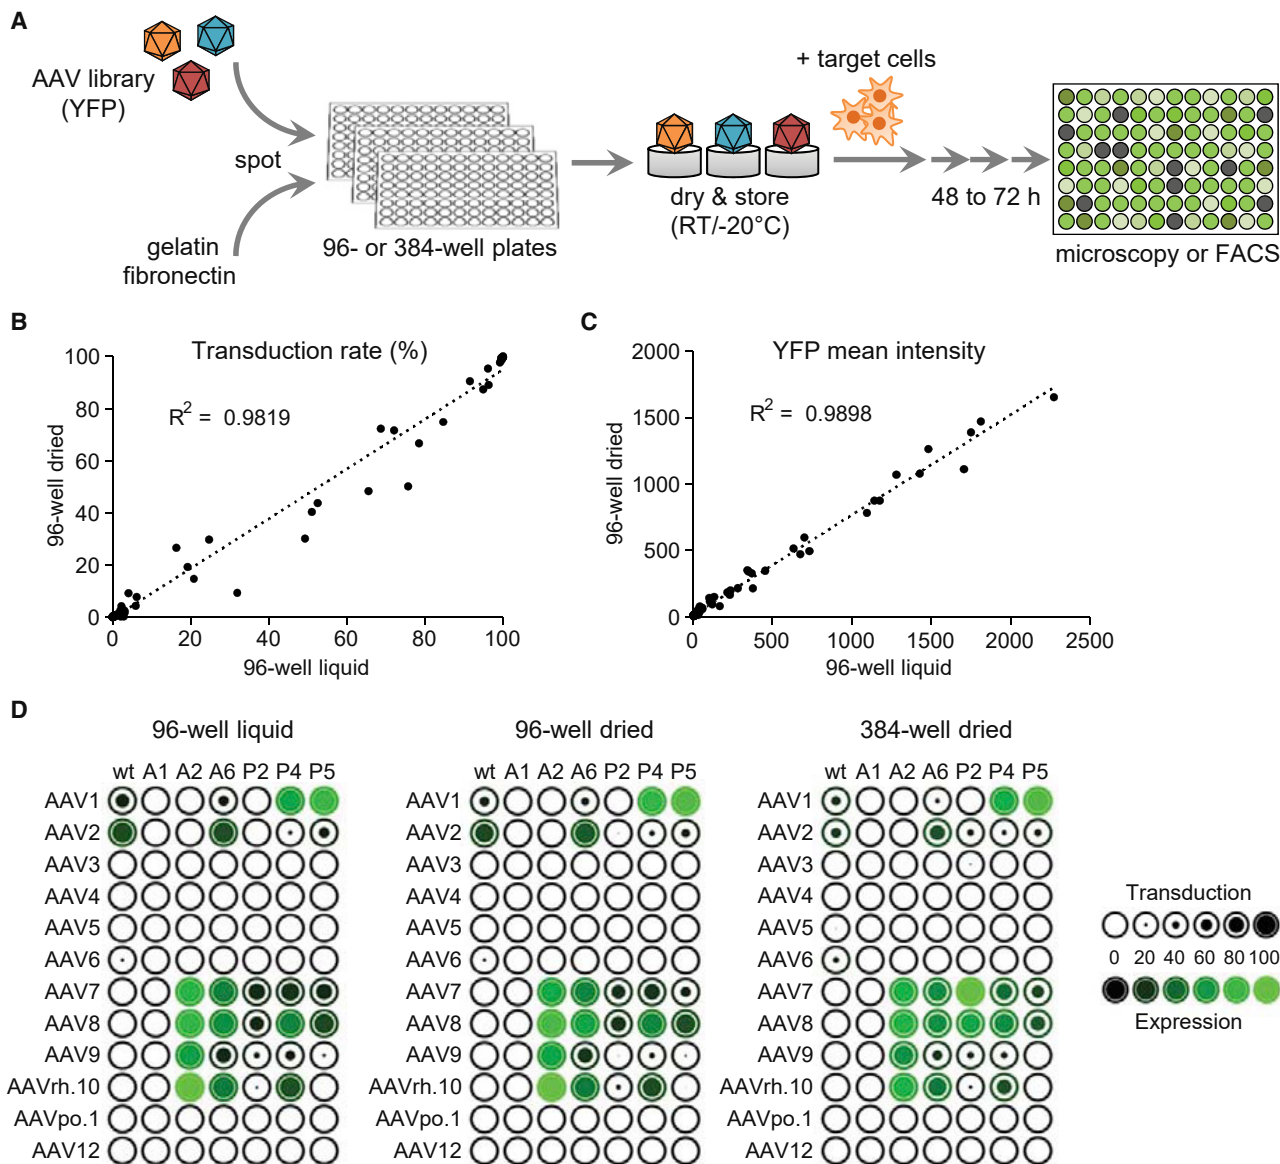 A
AAV library
(YFP)
spot
gelatin
fibronectin
96- or 384-well plates
dry & store
(RT/-20°C)
+ target cells
48 to 72 h
microscopy or FACS
B
Transduction rate (%)
R2 = 0.9819
96-well dried
100
80
60
40
20
0
0 20 40 60 80 100
96-well liquid
C
YFP mean intensity
R2 = 0.9898
96-well dried
2000
1500
1000
500
0
0 500 1000 1500 2000 2500
96-well liquid
D
96-well liquid
wt A1 A2 A6 P2 P4 P5
AAV1
AAV2
AAV3
AAV4
AAV5
AAV6
AAV7
AAV8
AAV9
AAVrh.10
AAVpo.1
AAV12
96-well dried
wt A1 A2 A6 P2 P4 P5
AAV1
AAV2
AAV3
AAV4
AAV5
AAV6
AAV7
AAV8
AAV9
AAVrh.10
AAVpo.1
AAV12
384-well dried
wt A1 A2 A6 P2 P4 P5
AAV1
AAV2
AAV3
AAV4
AAV5
AAV6
AAV7
AAV8
AAV9
AAVrh.10
AAVpo.1
AAV12
Transduction
0 20 40 60 80 100
Expression